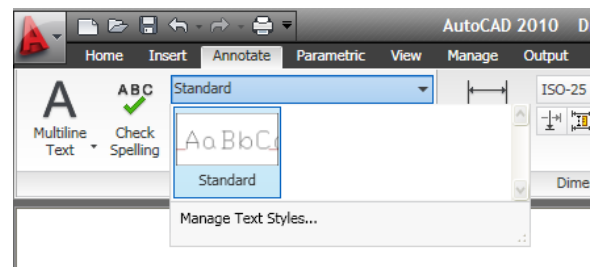 AutoCAD 2010 D
Home Insert Annotate Parametric View Manage Output
A ABC Standard ISO-25
Multiline Text Check Spelling
AaBbC
Standard
Dime
Manage Text Styles...